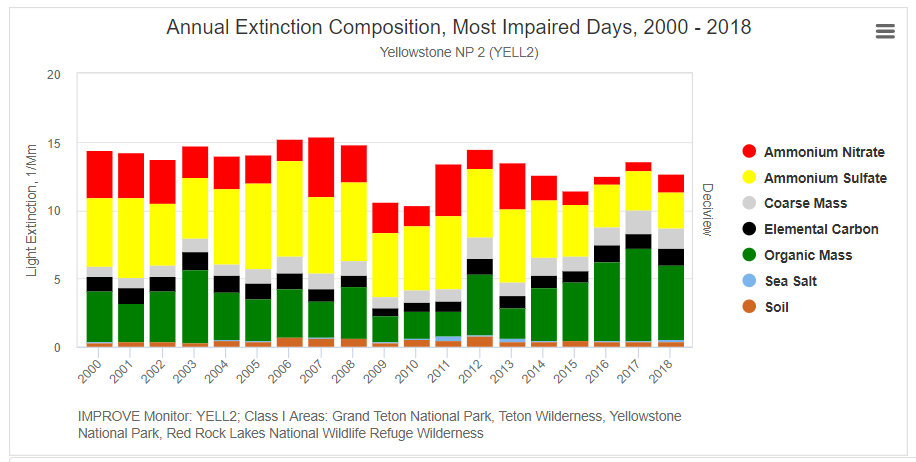 Annual Extinction Composition, Most Impaired Days, 2000 - 2018
Yellowstone NP 2 (YELL2)
Light Extinction, 1/Mm
20
15
10
5
0
2000
2001
2002
2003
2004
2005
2006
2007
2008
2009
2010
2011
2012
2013
2014
2015
2016
2017
2018
Deciview
Ammonium Nitrate
Ammonium Sulfate
Coarse Mass
Elemental Carbon
Organic Mass
Sea Salt
Soil
IMPROVE Monitor: YELL2; Class I Areas: Grand Teton National Park, Teton Wilderness, Yellowstone
National Park, Red Rock Lakes National Wildlife Refuge Wilderness